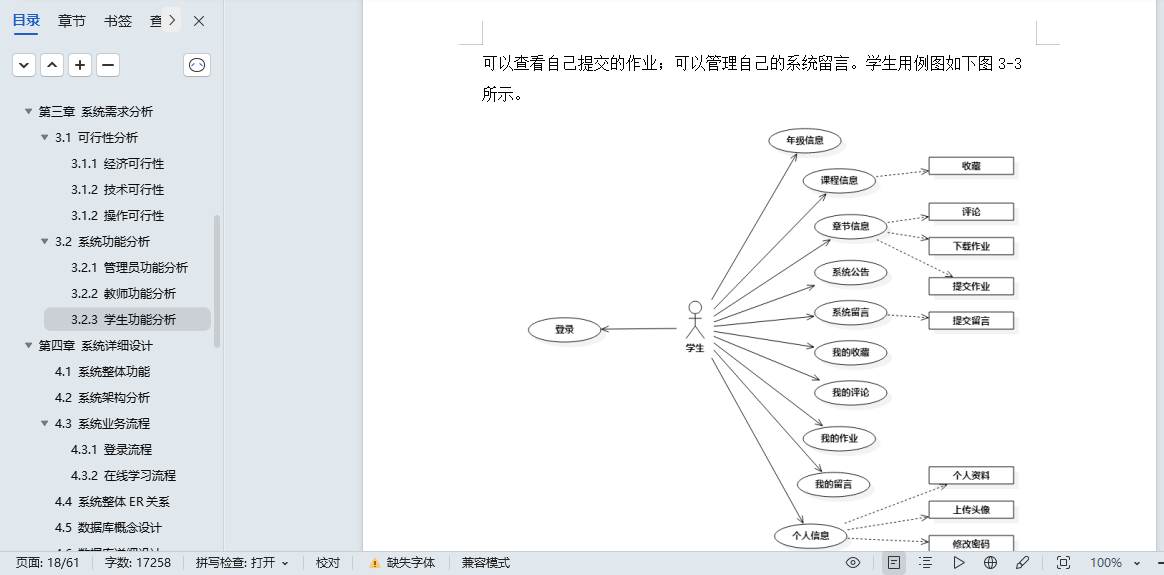 目录 章节 书签 查
第三章 系统需求分析
3.1 可行性分析
3.1.1 经济可行性
3.1.2 技术可行性
3.1.2 操作可行性
3.2 系统功能分析
3.2.1 管理员功能分析
3.2.2 教师功能分析
3.2.3 学生功能分析
第四章 系统详细设计
4.1 系统整体功能
4.2 系统架构分析
4.3 系统业务流程
4.3.1 登录流程
4.3.2 在线学习流程
4.4 系统整体 ER 关系
4.5 数据库概念设计
4.6 数据库详细设计
可以查看自己提交的作业；可以管理自己的系统留言。学生用例图如下图 3-3
所示。
年级信息
课程信息
收藏
章节信息
评论
下载作业
提交作业
系统公告
系统留言
提交留言
登录
学生
我的收藏
我的评论
我的作业
我的留言
个人信息
个人资料
上传头像
修改密码
页面: 18/61 字数: 17258 拼写检查: 打开 校对 缺失字体 兼容模式 100%